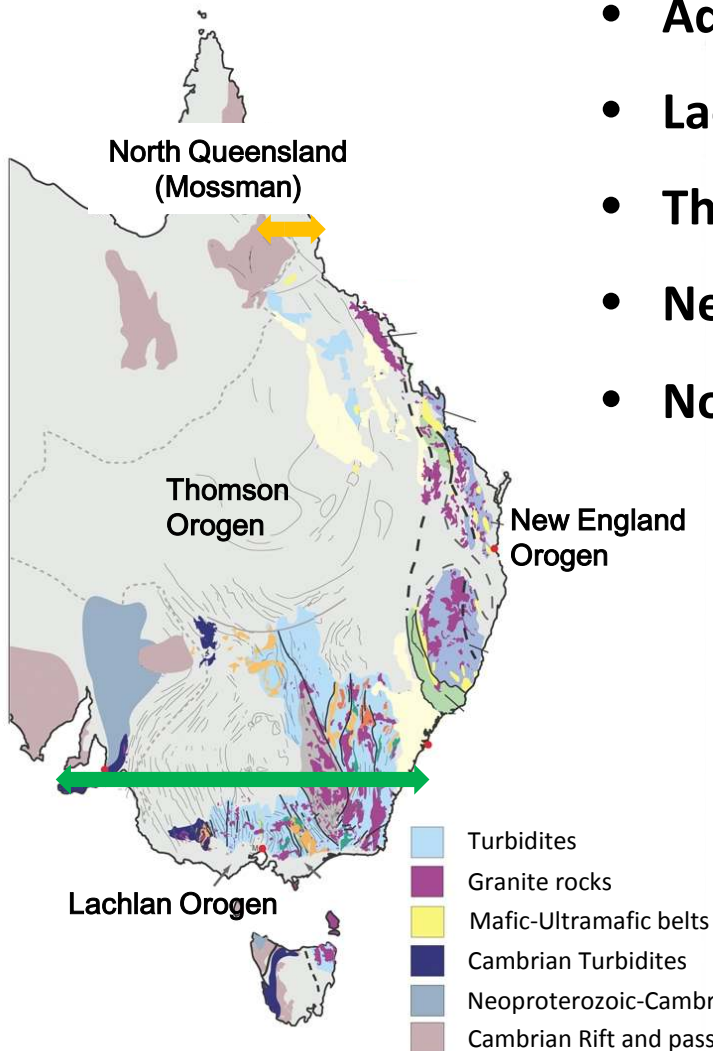 • Ad
• La
• Th
• Ne
• No
North Queensland
(Mossman)
Thomson
Orogen
New England
Orogen
Lachlan Orogen
Turbidites
Granite rocks
Mafic-Ultramafic belts
Cambrian Turbidites
Neoproterozoic-Cambr
Cambrian Rift and pass